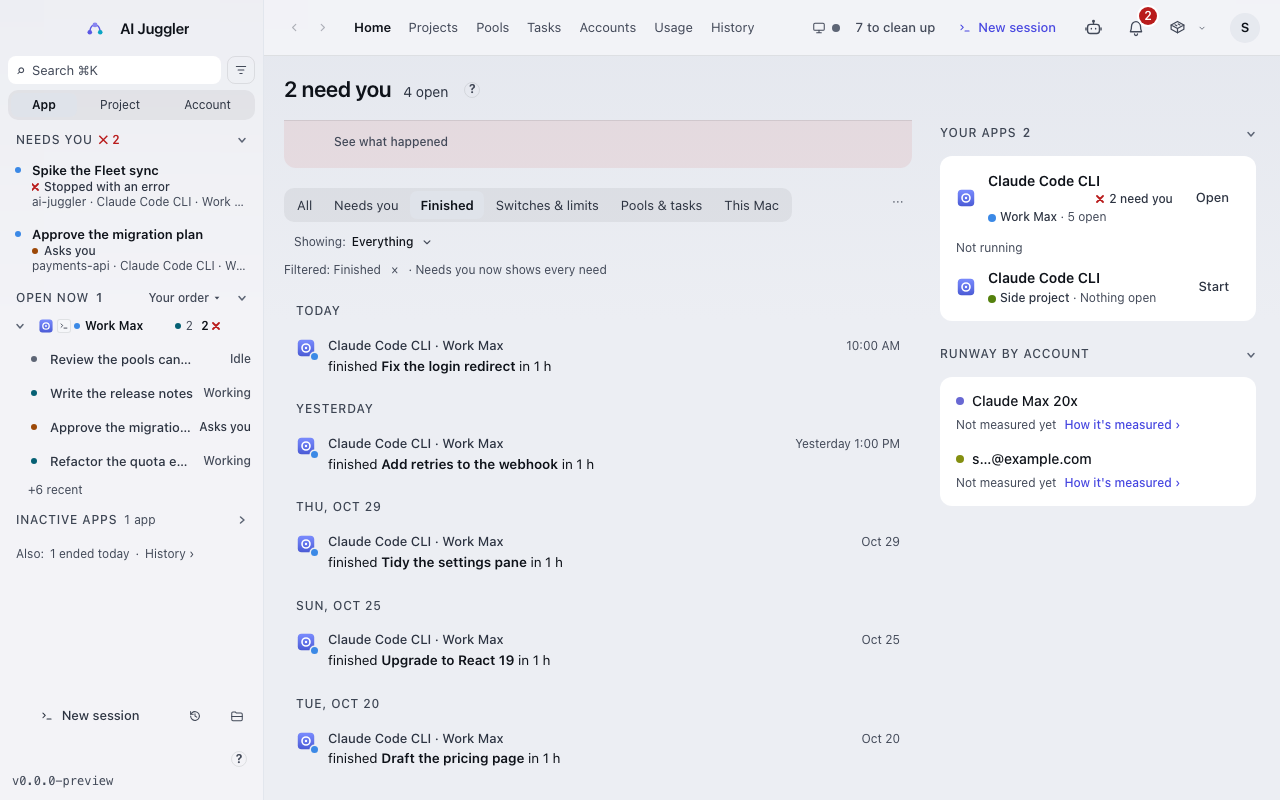 AI Juggler
Search ⌘K
App Project Account
NEEDS YOU 2
Spike the Fleet sync
Stopped with an error
ai-juggler · Claude Code CLI · Work ...
Approve the migration plan
Asks you
payments-api · Claude Code CLI · W...
OPEN NOW 1 Your order
Work Max 2 2
Review the pools can... Idle
Write the release notes Working
Approve the migratio... Asks you
Refactor the quota e... Working
+6 recent
INACTIVE APPS 1 app
Also: 1 ended today · History ›
New session
?
v0.0.0-preview
Home Projects Pools Tasks Accounts Usage History
7 to clean up
New session
2
S
2 need you 4 open ?
See what happened
All Needs you Finished Switches & limits Pools & tasks This Mac ...
Showing: Everything
Filtered: Finished × · Needs you now shows every need
TODAY
Claude Code CLI · Work Max 10:00 AM
finished Fix the login redirect in 1 h
YESTERDAY
Claude Code CLI · Work Max Yesterday 1:00 PM
finished Add retries to the webhook in 1 h
THU, OCT 29
Claude Code CLI · Work Max Oct 29
finished Tidy the settings pane in 1 h
SUN, OCT 25
Claude Code CLI · Work Max Oct 25
finished Upgrade to React 19 in 1 h
TUE, OCT 20
Claude Code CLI · Work Max Oct 20
finished Draft the pricing page in 1 h
YOUR APPS 2
Claude Code CLI
2 need you
Open
Work Max · 5 open
Not running
Claude Code CLI
Start
Side project · Nothing open
RUNWAY BY ACCOUNT
Claude Max 20x
Not measured yet How it's measured ›
s...@example.com
Not measured yet How it's measured ›